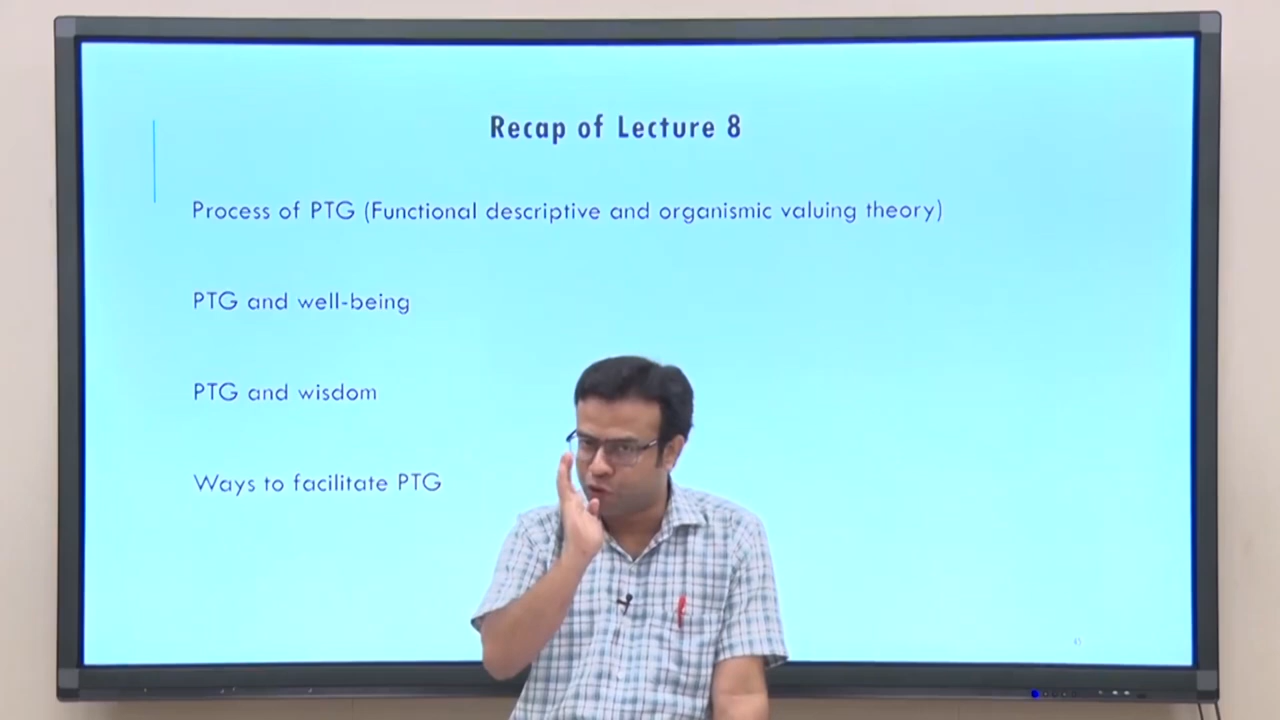 Recap of Lecture 8
Process of PTG (Functional descriptive and organismic valuing theory)
PTG and well-being
PTG and wisdom
Ways to facilitate PTG